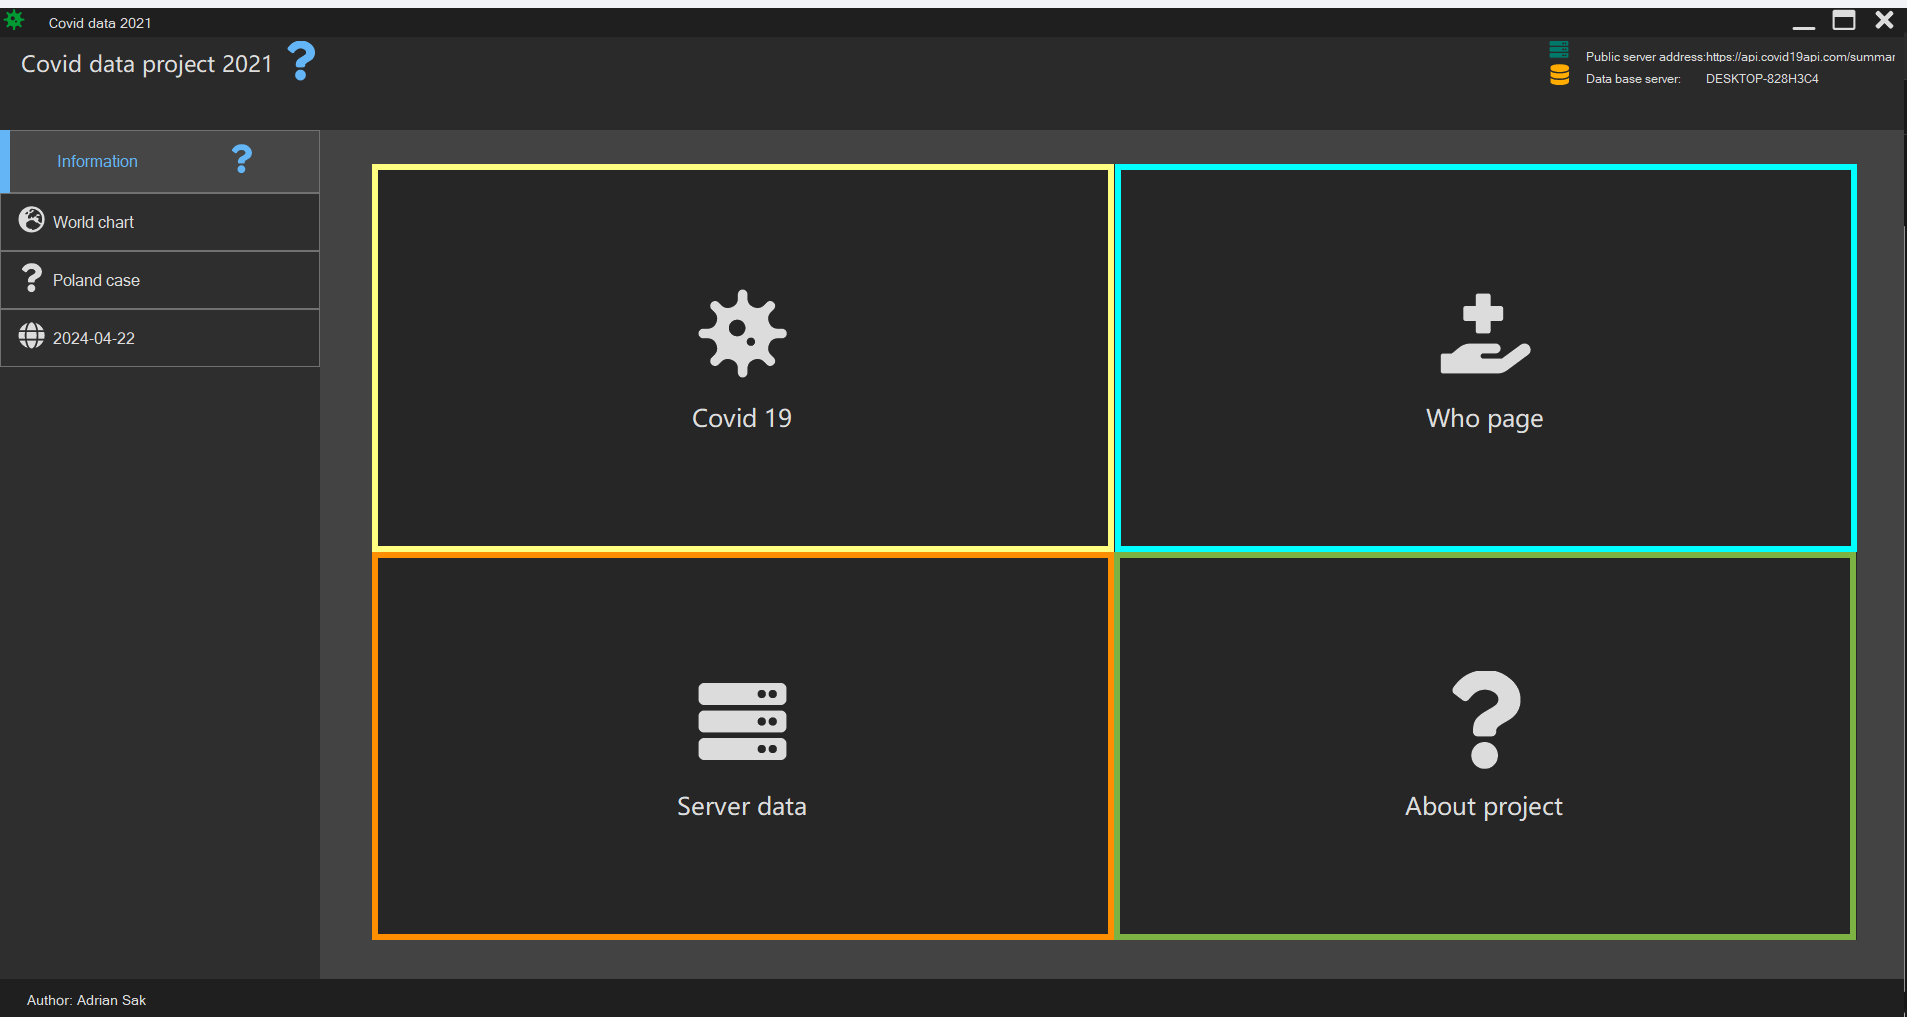 Covid data 2021
Covid data project 2021
Public server address:https://api.covid19api.com/summar
Data base server: DESKTOP-828H3C4
Information
World chart
Poland case
2024-04-22
Covid 19
Who page
Server data
About project
Author: Adrian Sak